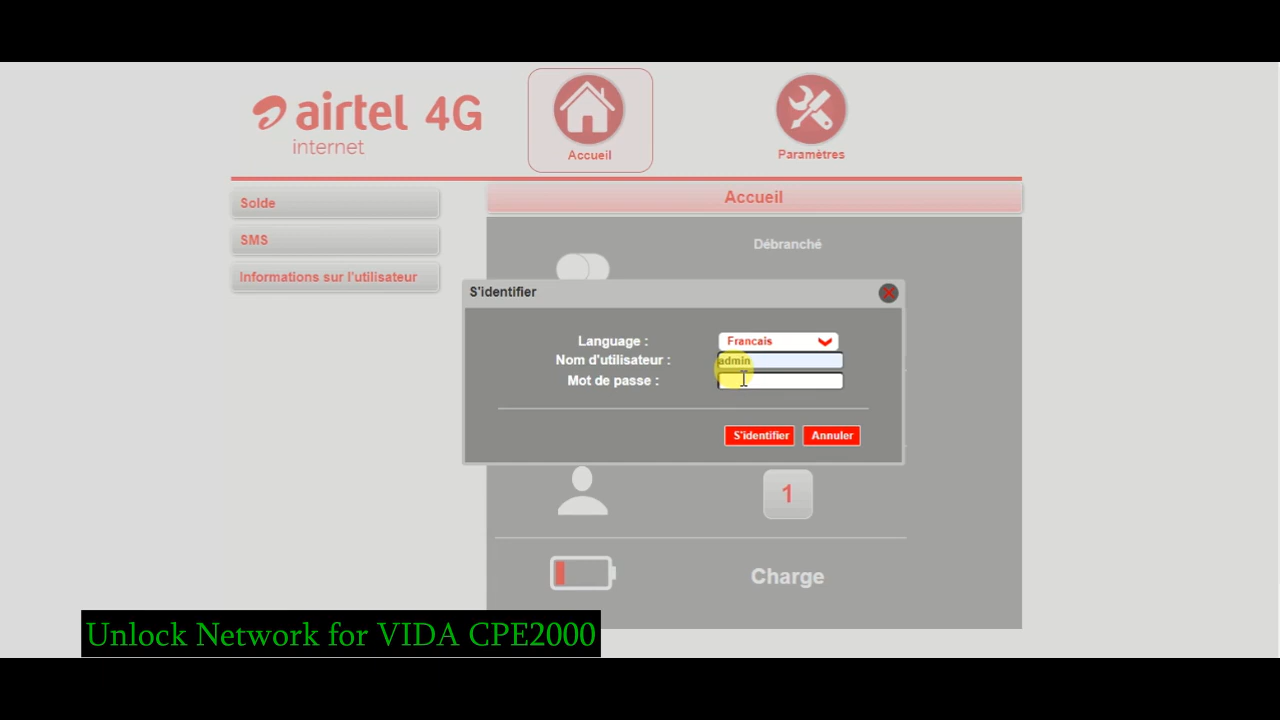 airtel 4G
internet
Accueil
Paramètres
Solde
SMS
Informations sur l'utilisateur
Accueil
Débranché
S'identifier
Language :
Francais
Nom d'utilisateur :
admin
Mot de passe :
S'identifier
Annuler
1
Charge
Unlock Network for VIDA CPE2000